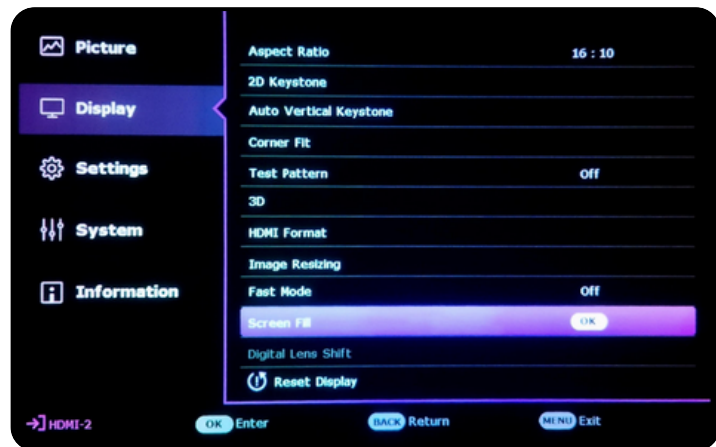 Picture
Display
Settings
System
Information
Aspect Ratio 16 : 10
2D Keystone
Auto Vertical Keystone
Corner Fit
Test Pattern Off
3D
HDMI Format
Image Resizing
Fast Mode Off
Screen Fill OK
Digital Lens Shift
Reset Display
HDMI-2 OK Enter BACK Return MENU Exit